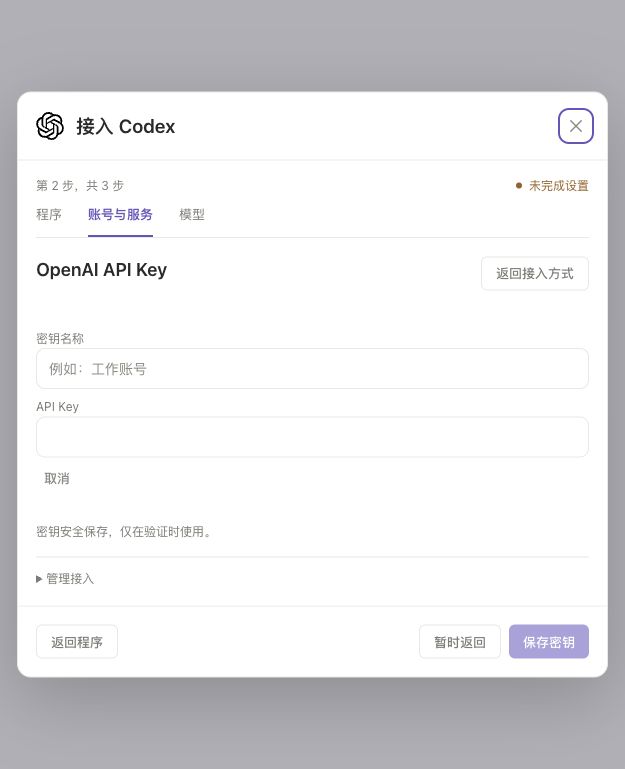 接入 Codex
第 2 步，共 3 步
未完成设置
程序 账号与服务 模型
OpenAI API Key
返回接入方式
密钥名称
例如：工作账号
API Key
取消
密钥安全保存，仅在验证时使用。
管理接入
返回程序 暂时返回 保存密钥